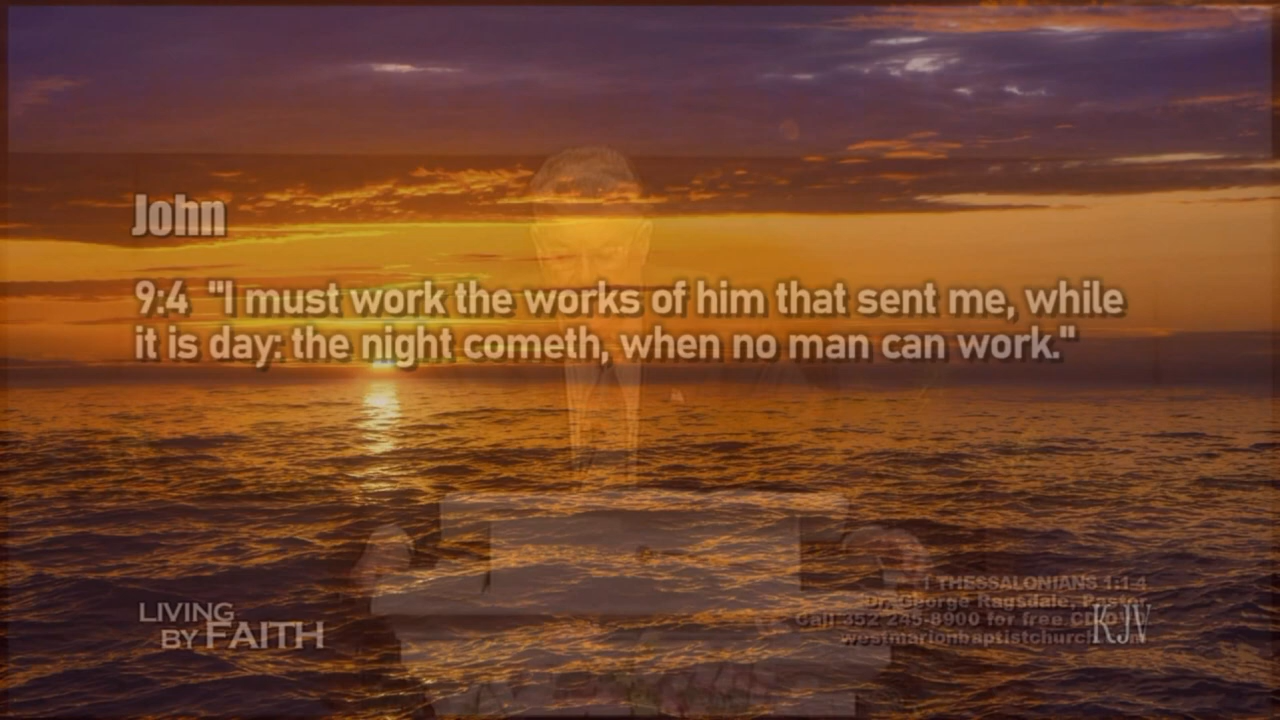 John
9:4 "I must work the works of him that sent me, while
it is day: the night cometh, when no man can work."
LIVING
BY FAITH
I THESSALONIANS 1:1-4
Dr. George Ragsdale, Pastor
Call 352 245-8900 for free CD/DVD
westmarionbaptistchurch
KJV